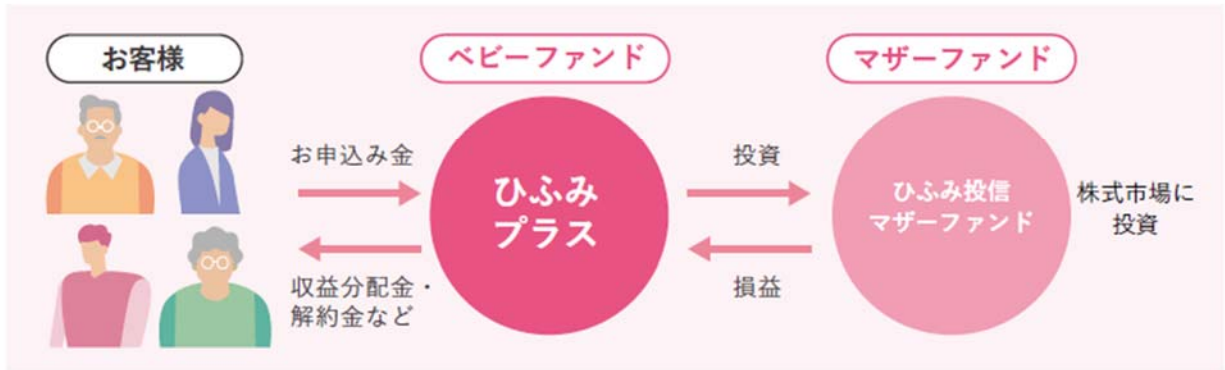 お客様
ベビーファンド
マザーファンド
お申込み金
投資
ひふみ
プラス
ひふみ投信
マザーファンド
株式市場に
投資
収益分配金・
解約金など
損益